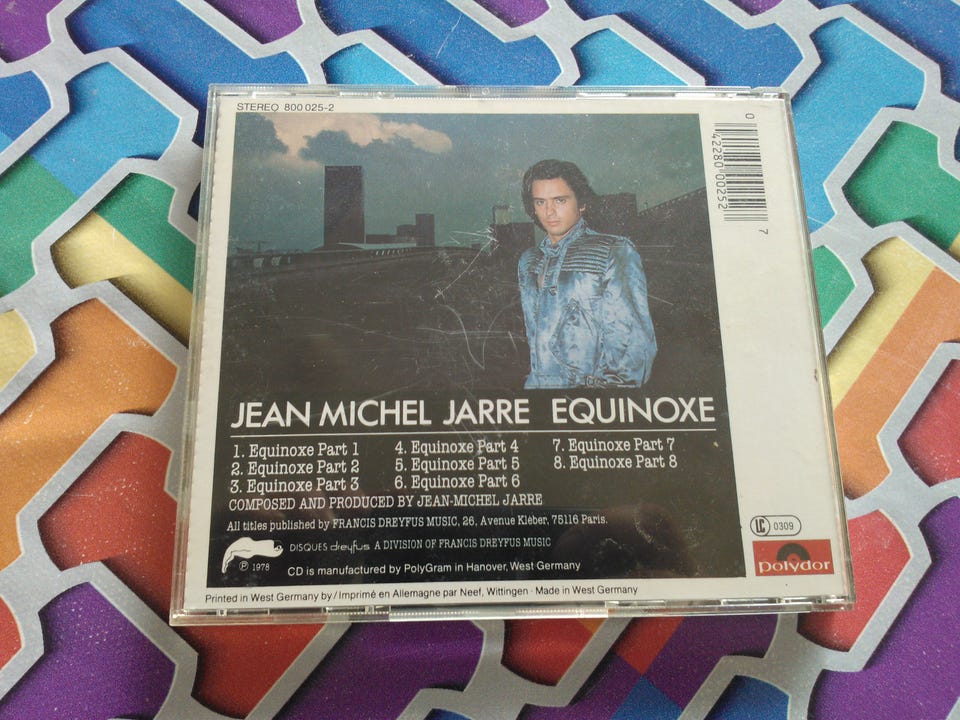 STEREO 800 025-2
0 42280 00252 7
JEAN MICHEL JARRE EQUINOXE
1. Equinoxe Part 1
2. Equinoxe Part 2
3. Equinoxe Part 3
4. Equinoxe Part 4
5. Equinoxe Part 5
6. Equinoxe Part 6
7. Equinoxe Part 7
8. Equinoxe Part 8
COMPOSED AND PRODUCED BY JEAN-MICHEL JARRE
All titles published by FRANCIS DREYFUS MUSIC, 26, Avenue Kléber, 75116 Paris.
DISQUES dreyfus A DIVISION OF FRANCIS DREYFUS MUSIC
℗ 1978
CD is manufactured by PolyGram in Hanover, West Germany
LC 0309
polydor
Printed in West Germany by / Imprimé en Allemagne par Neef, Wittingen · Made in West Germany